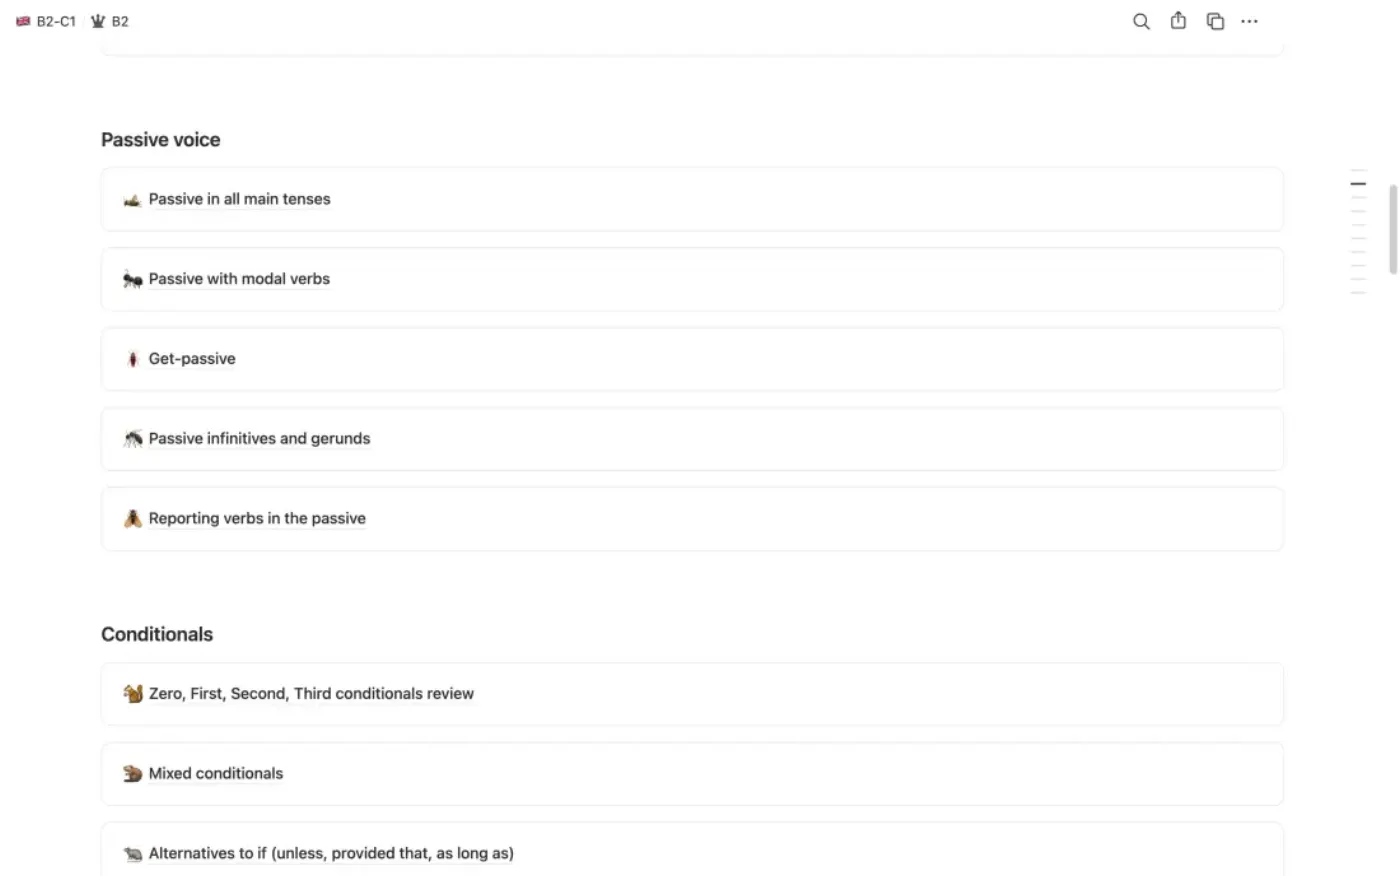 B2-C1 / B2
Passive voice
Passive in all main tenses
Passive with modal verbs
Get-passive
Passive infinitives and gerunds
Reporting verbs in the passive
Conditionals
Zero, First, Second, Third conditionals review
Mixed conditionals
Alternatives to if (unless, provided that, as long as)